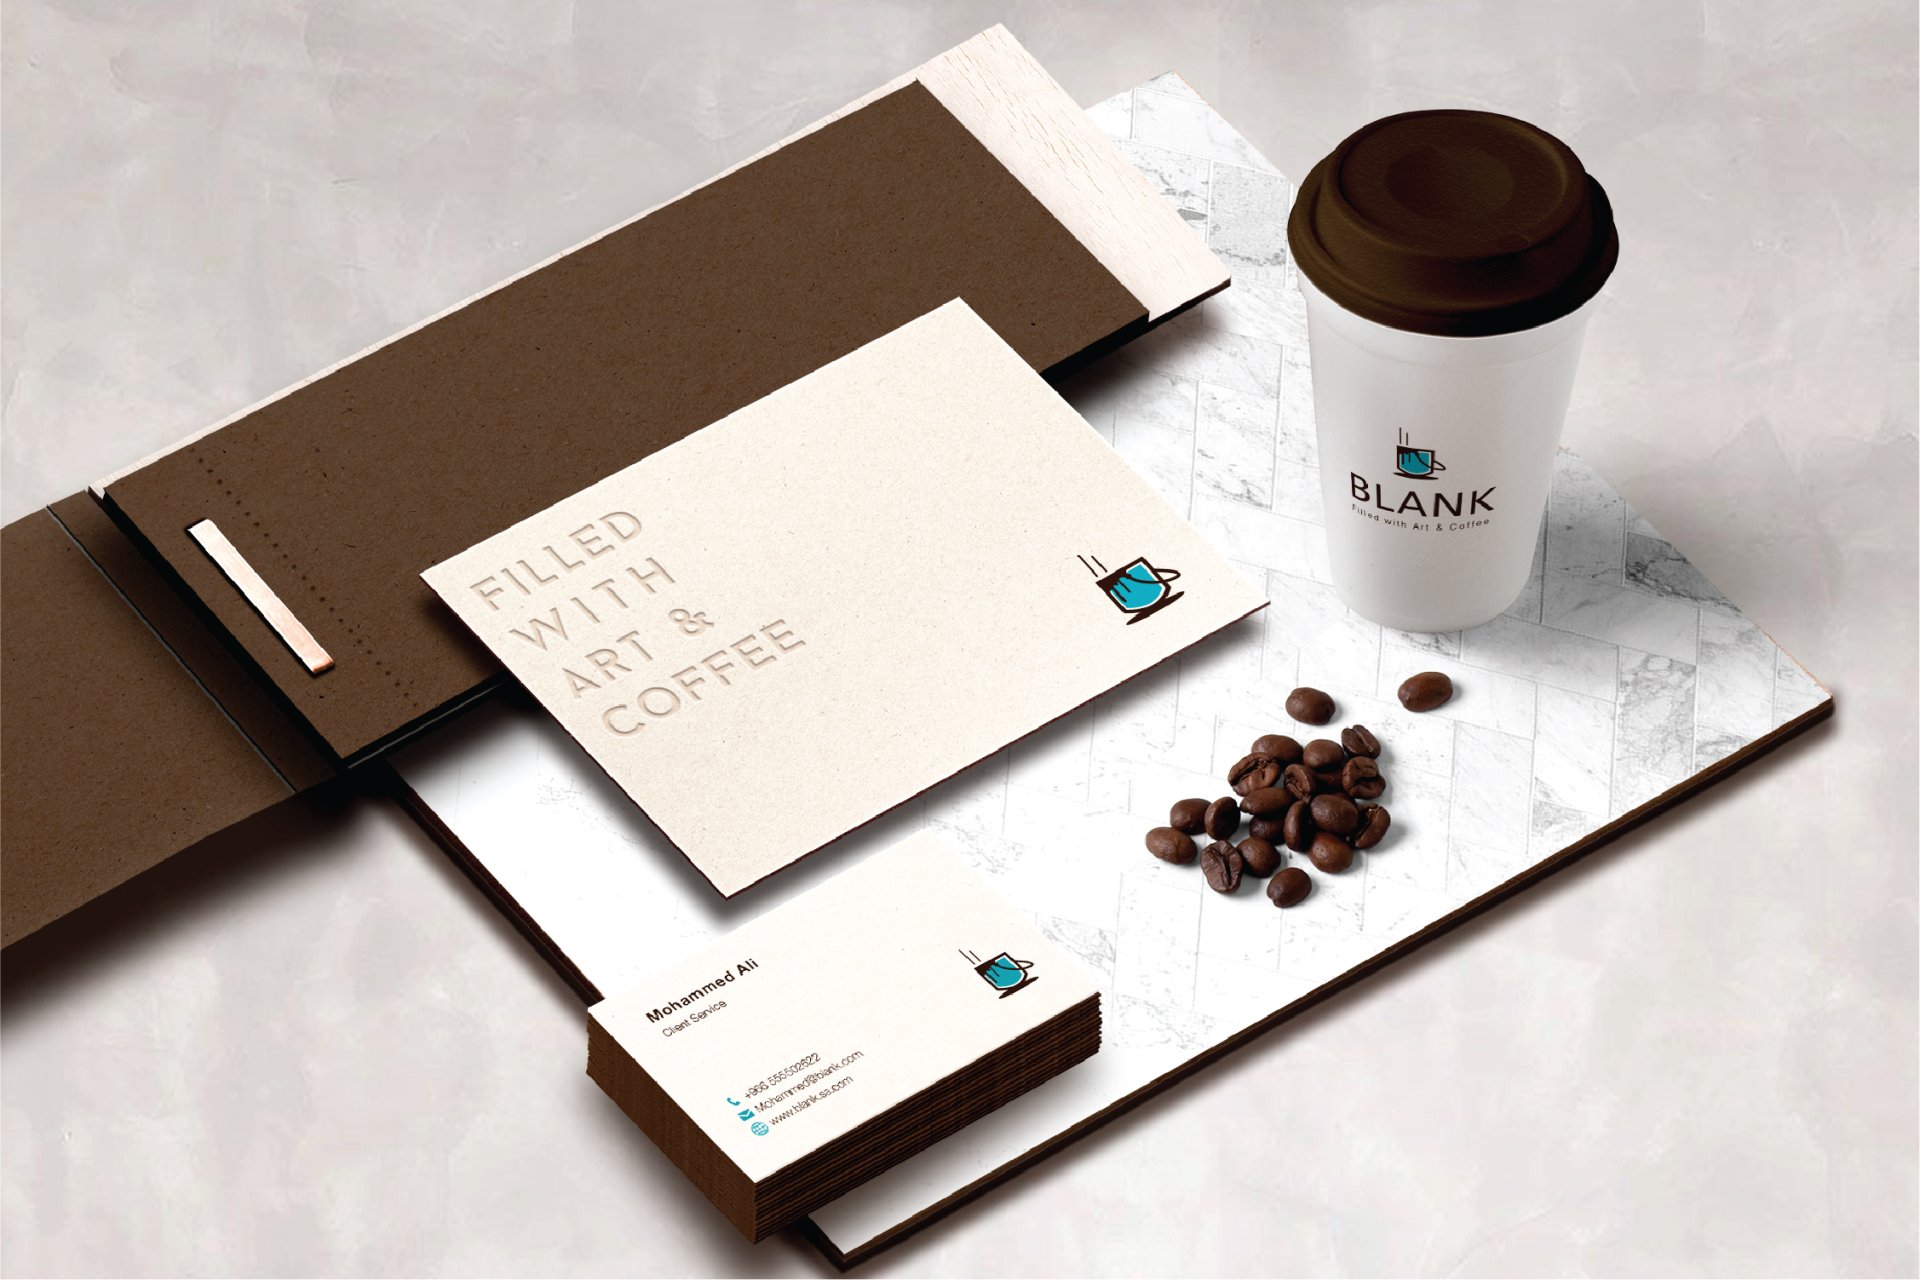 FILLED
WITH
ART &
COFFEE
BLANK
Filled with Art & Coffee
Mohammed Ali
Client Service
+966 555502622
Mohammed@blank.com
www.blank.sa.com